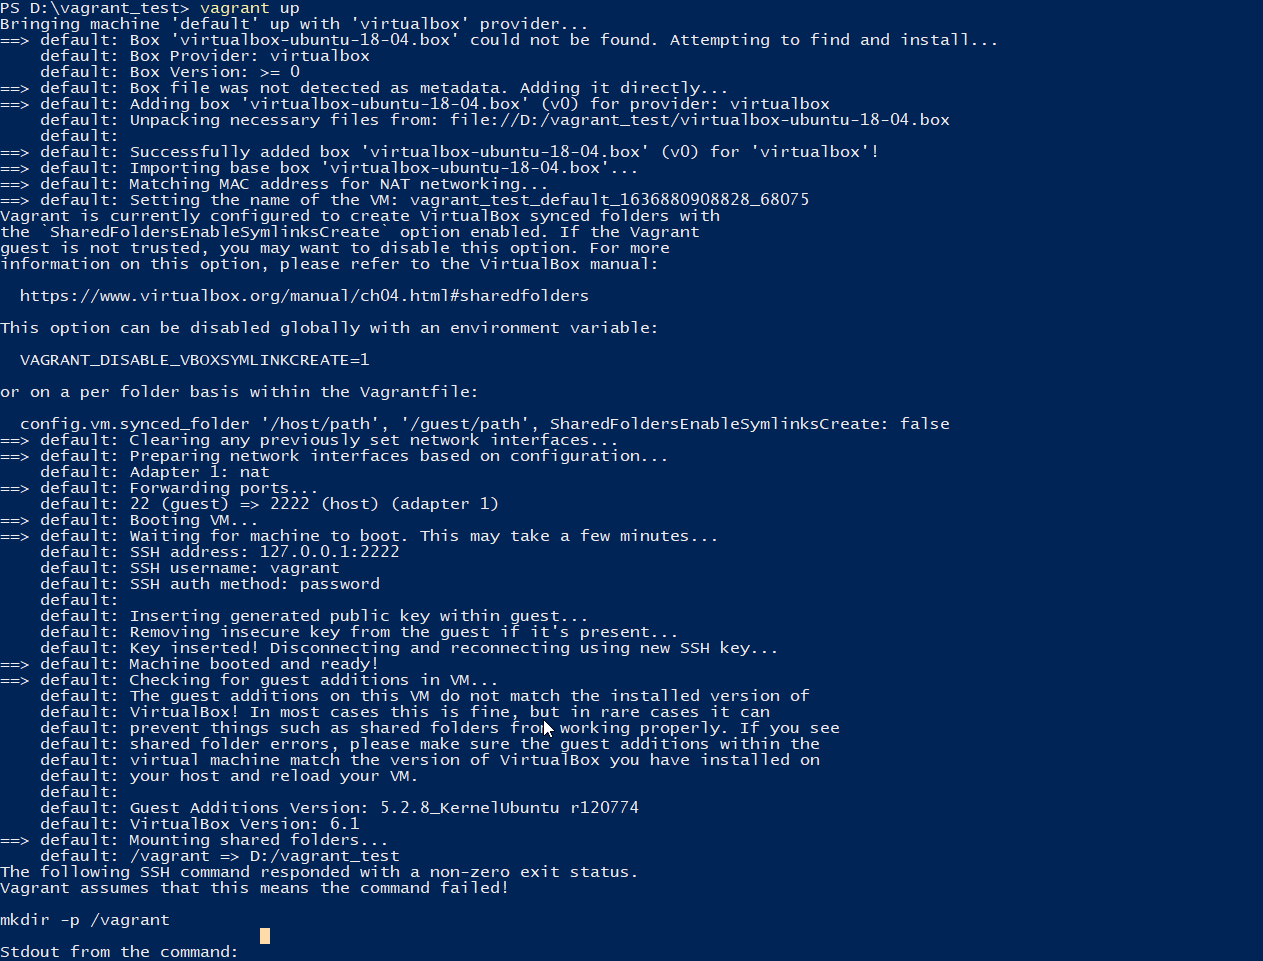 PS D:\vagrant_test> vagrant up
Bringing machine 'default' up with 'virtualbox' provider...
==> default: Box 'virtualbox-ubuntu-18-04.box' could not be found. Attempting to find and install...
    default: Box Provider: virtualbox
    default: Box Version: >= 0
==> default: Box file was not detected as metadata. Adding it directly...
==> default: Adding box 'virtualbox-ubuntu-18-04.box' (v0) for provider: virtualbox
    default: Unpacking necessary files from: file://D:/vagrant_test/virtualbox-ubuntu-18-04.box
    default:
==> default: Successfully added box 'virtualbox-ubuntu-18-04.box' (v0) for 'virtualbox'!
==> default: Importing base box 'virtualbox-ubuntu-18-04.box'...
==> default: Matching MAC address for NAT networking...
==> default: Setting the name of the VM: vagrant_test_default_1636880908828_68075
Vagrant is currently configured to create VirtualBox synced folders with
the `SharedFoldersEnableSymlinksCreate` option enabled. If the Vagrant
guest is not trusted, you may want to disable this option. For more
information on this option, please refer to the VirtualBox manual:

  https://www.virtualbox.org/manual/ch04.html#sharedfolders

This option can be disabled globally with an environment variable:

  VAGRANT_DISABLE_VBOXSYMLINKCREATE=1

or on a per folder basis within the Vagrantfile:

  config.vm.synced_folder '/host/path', '/guest/path', SharedFoldersEnableSymlinksCreate: false
==> default: Clearing any previously set network interfaces...
==> default: Preparing network interfaces based on configuration...
    default: Adapter 1: nat
==> default: Forwarding ports...
    default: 22 (guest) => 2222 (host) (adapter 1)
==> default: Booting VM...
==> default: Waiting for machine to boot. This may take a few minutes...
    default: SSH address: 127.0.0.1:2222
    default: SSH username: vagrant
    default: SSH auth method: password
    default:
    default: Inserting generated public key within guest...
    default: Removing insecure key from the guest if it's present...
    default: Key inserted! Disconnecting and reconnecting using new SSH key...
==> default: Machine booted and ready!
==> default: Checking for guest additions in VM...
    default: The guest additions on this VM do not match the installed version of
    default: VirtualBox! In most cases this is fine, but in rare cases it can
    default: prevent things such as shared folders from working properly. If you see
    default: shared folder errors, please make sure the guest additions within the
    default: virtual machine match the version of VirtualBox you have installed on
    default: your host and reload your VM.
    default:
    default: Guest Additions Version: 5.2.8_KernelUbuntu r120774
    default: VirtualBox Version: 6.1
==> default: Mounting shared folders...
    default: /vagrant => D:/vagrant_test
The following SSH command responded with a non-zero exit status.
Vagrant assumes that this means the command failed!

mkdir -p /vagrant

Stdout from the command: